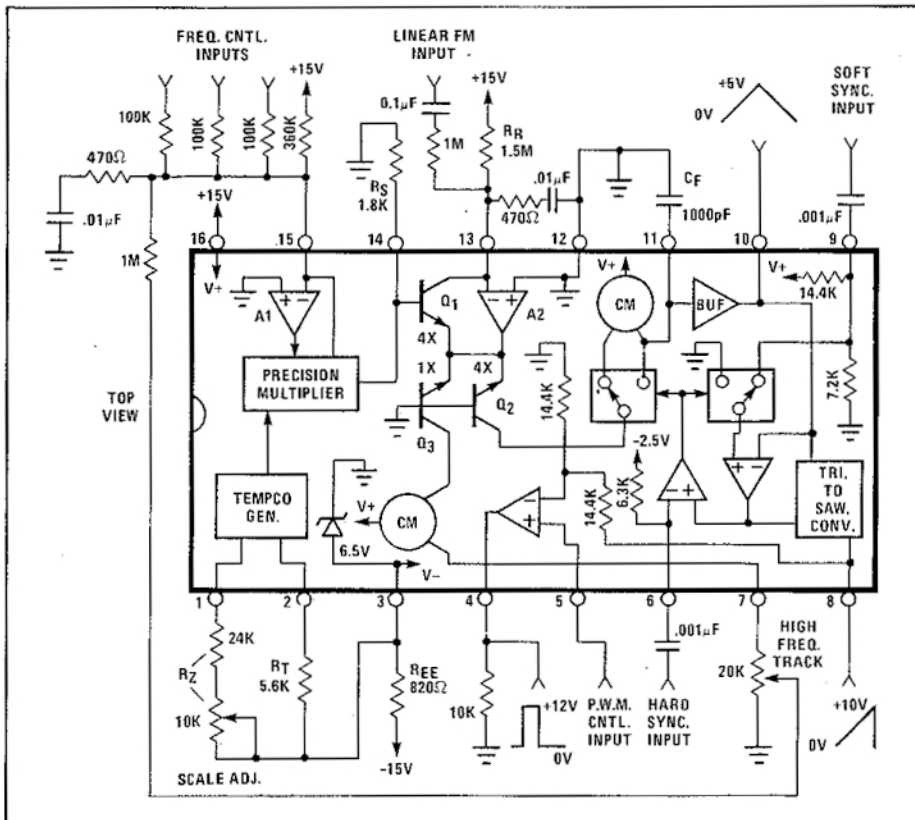 FREQ. CNTL.
INPUTS
LINEAR FM
INPUT
SOFT
SYNC.
INPUT
+15V
+15V
+5V
0V
100K
100K
100K
360K
0.1µF
1M
R_R
1.5M
470Ω
.01µF
+15V
1M
R_S
1.8K
470Ω
.01µF
C_F
1000pF
.001µF
16
15
14
13
12
11
10
9
V+
A1
+ −
Q1
4X
A2
− +
V+
CM
BUF
V+
14.4K
7.2K
PRECISION
MULTIPLIER
1X
4X
Q2
Q3
14.4K
TOP
VIEW
TEMPCO
GEN.
V+
CM
6.5V
V−
−
+
14.4K
−2.5V
6.3K
− +
+ −
TRI.
TO
SAW.
CONV.
1
2
3
4
5
6
7
8
24K
R_Z
10K
R_T
5.6K
R_EE
820Ω
−15V
10K
+12V
0V
P.W.M.
CNTL.
INPUT
.001µF
HARD
SYNC.
INPUT
HIGH
FREQ.
TRACK
20K
+10V
0V
SCALE ADJ.